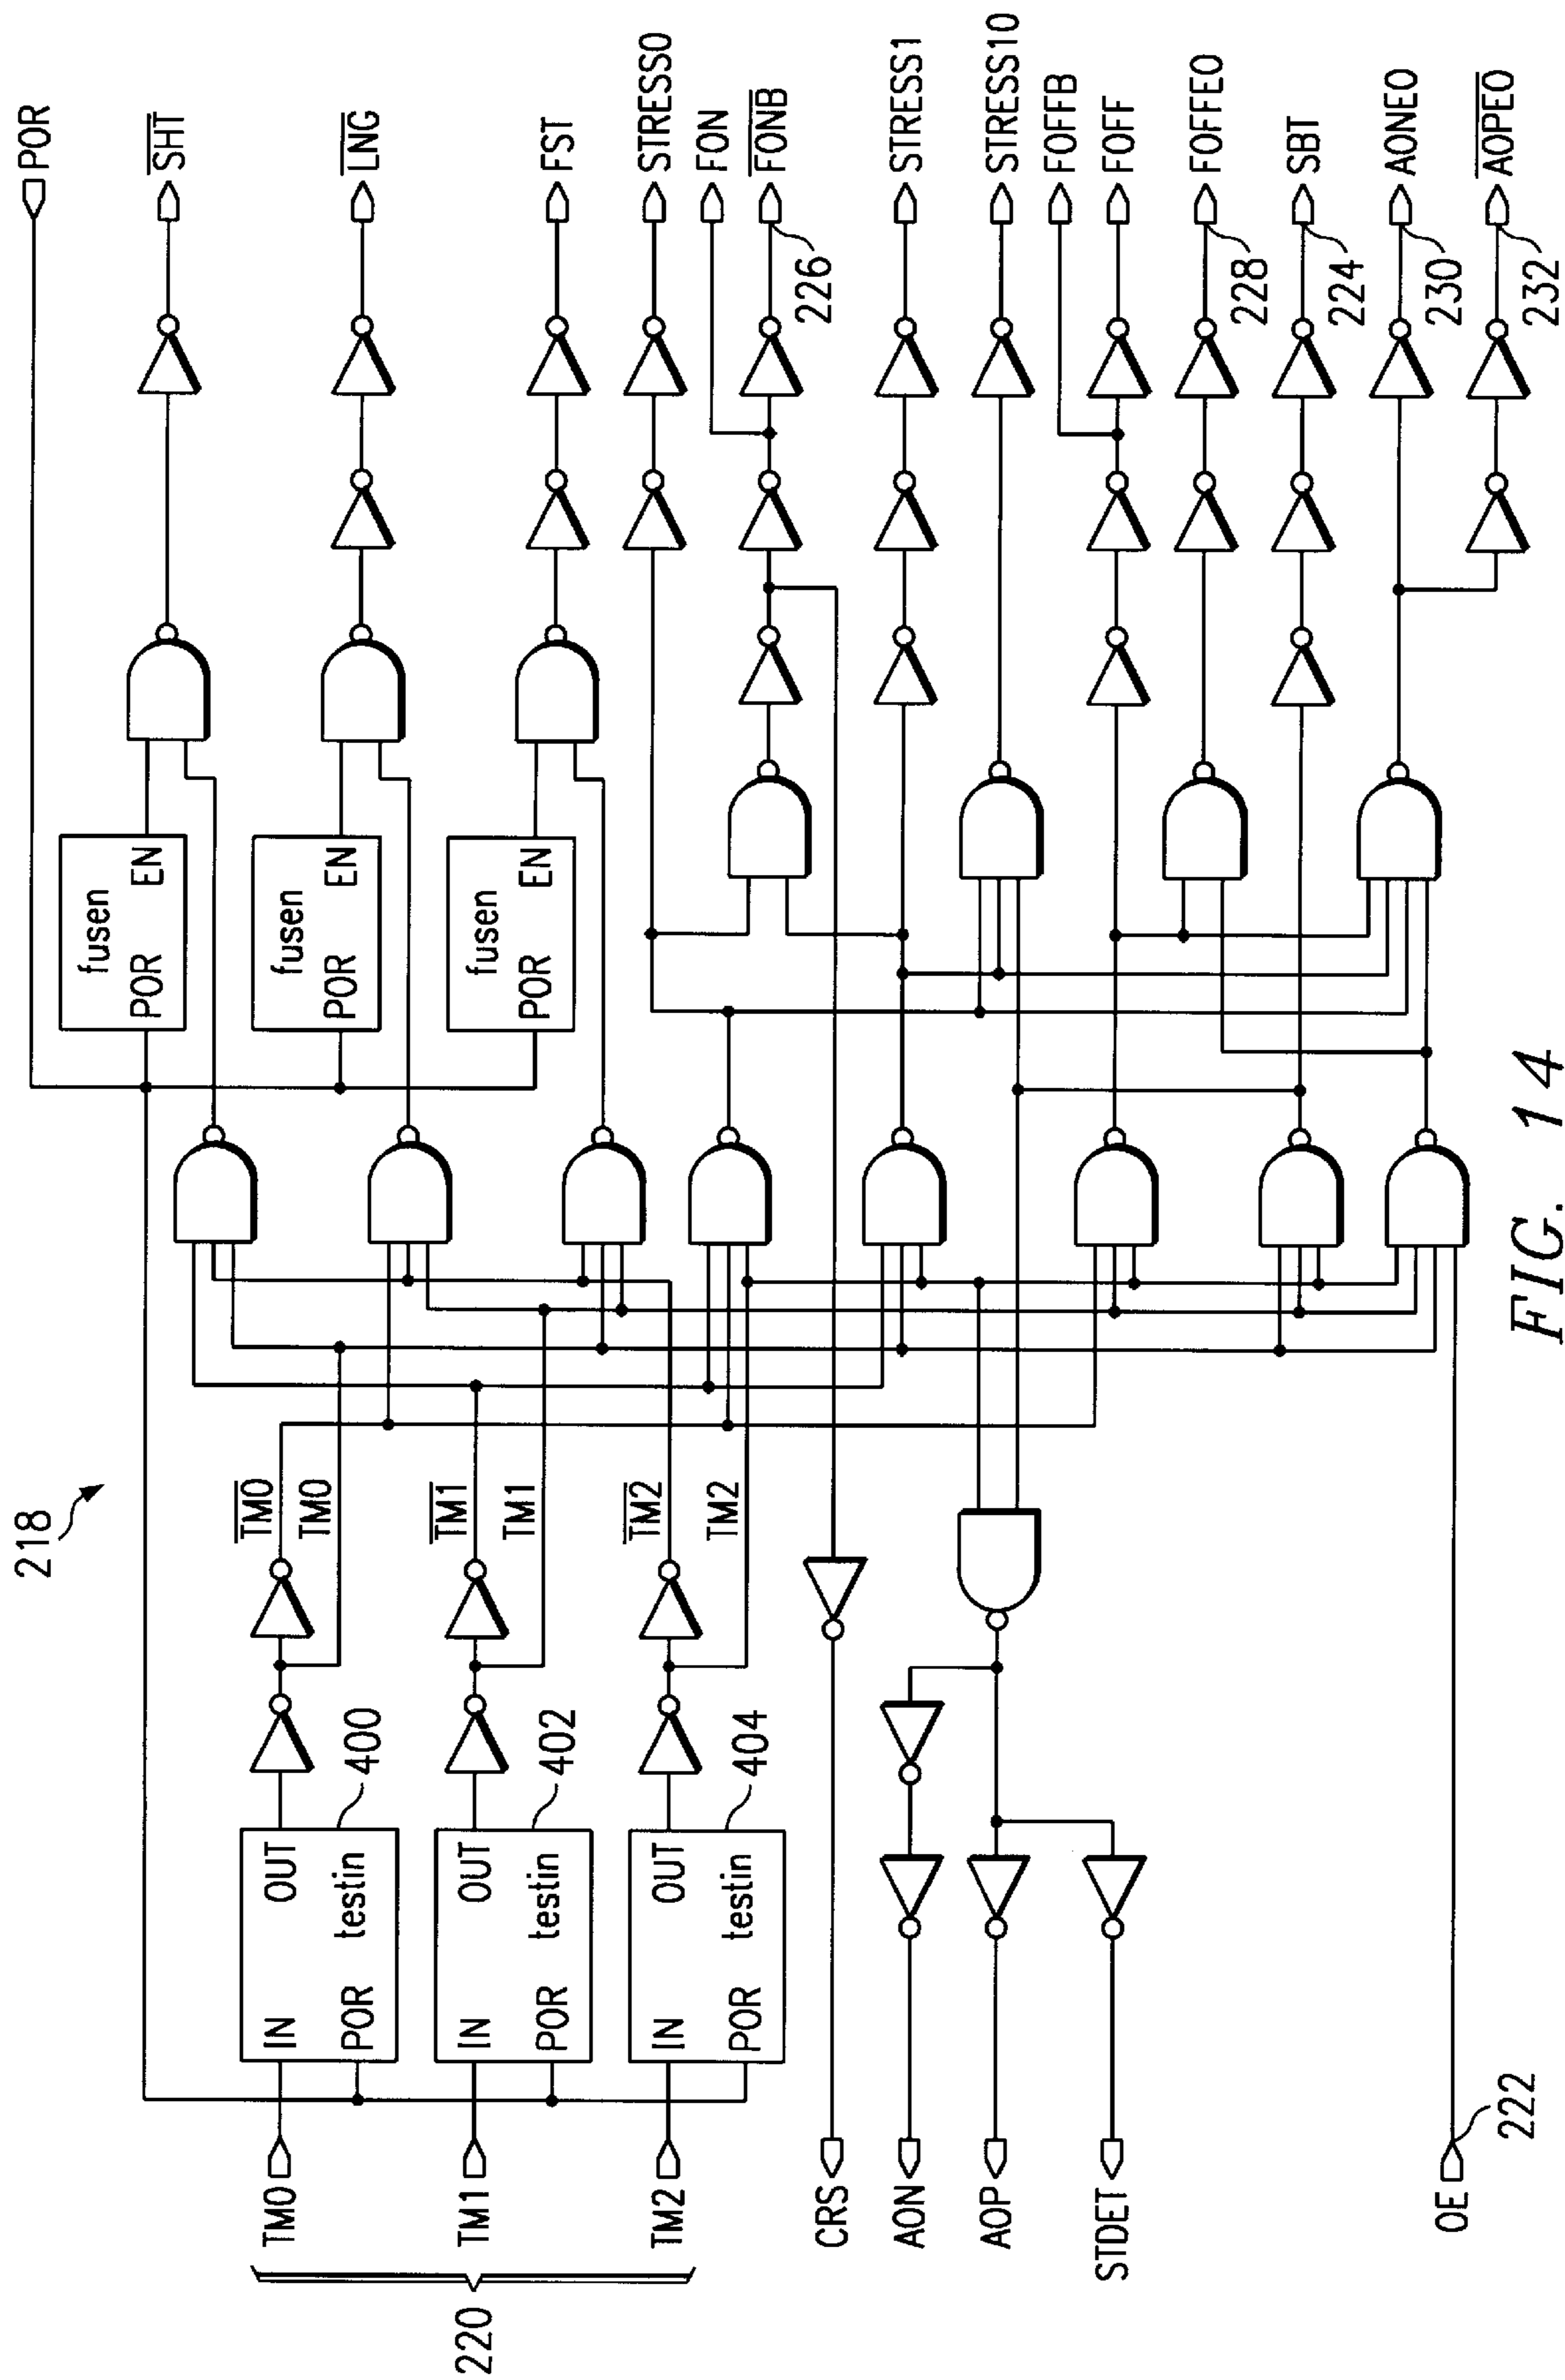 218
POR
TM0
TM1
TM2
220
IN OUT
POR testin
400
IN OUT
POR testin
402
IN OUT
POR testin
404
TM0
TM0
TM1
TM1
TM2
TM2
fusen
POR EN
fusen
POR EN
fusen
POR EN
SHT
LNG
FST
STRESS0
FON
FONB
226
STRESS1
STRESS10
FOFFB
FOFF
FOFFEO
228
SBT
224
AONEO
230
AOPEO
232
CRS
AON
AOP
STDET
OE
222
FIG. 14